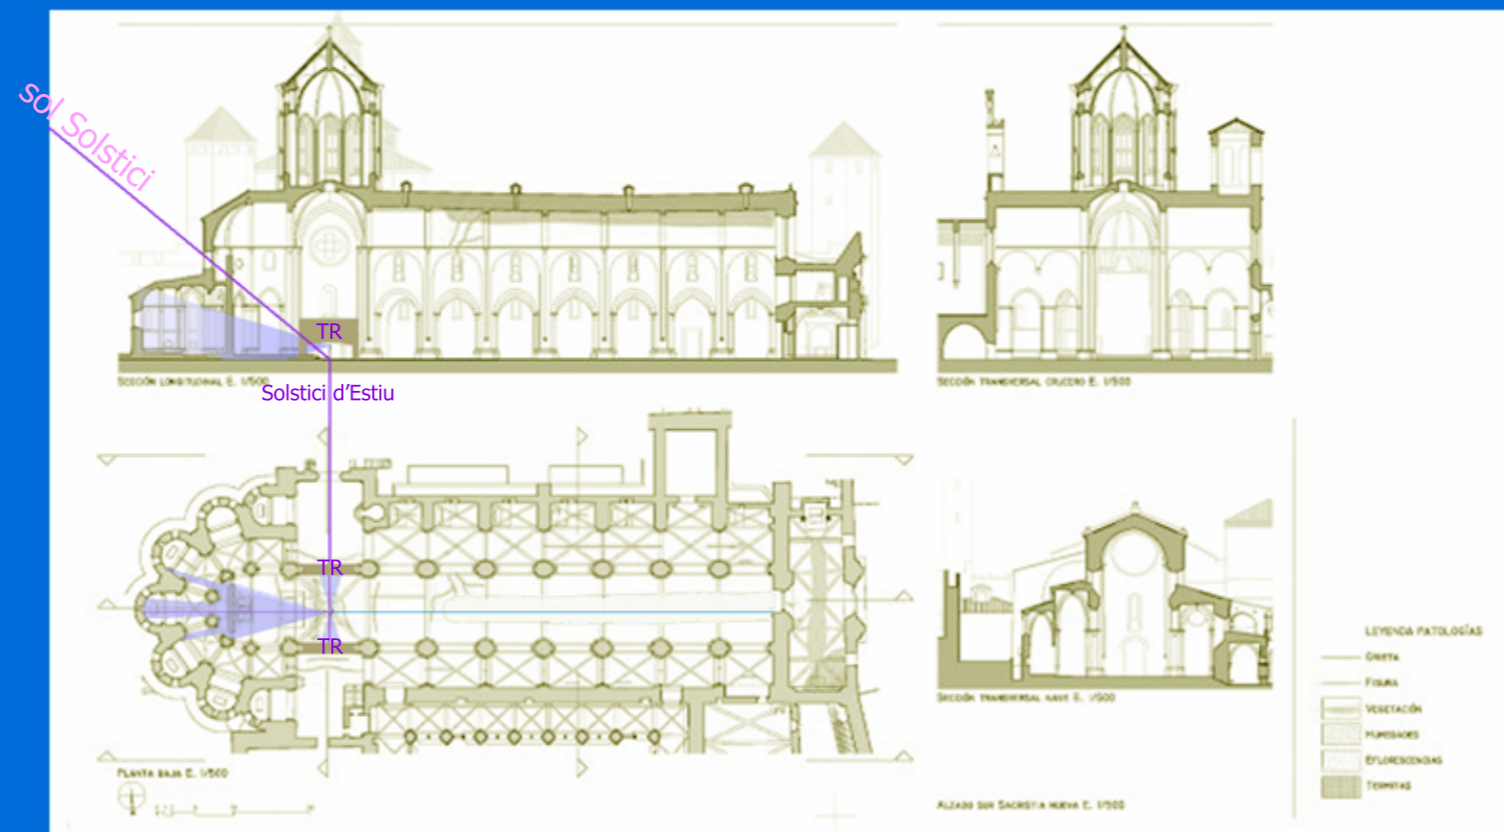 sol Solstici
TR
SECCIÓN LONGITUDINAL E. 1/500
SECCIÓN TRANSVERSAL CRUCERO E. 1/500
Solstici d'Estiu
TR
TR
LEYENDA PATOLOGÍAS
GRIETA
FISURA
SECCIÓN TRANSVERSAL NAVE E. 1/500
VEGETACIÓN
HUMEDADES
EFLORESCENCIAS
PLANTA BAJA E. 1/500
TERMITAS
ALZADO SUR SACRISTIA NUEVA E. 1/500